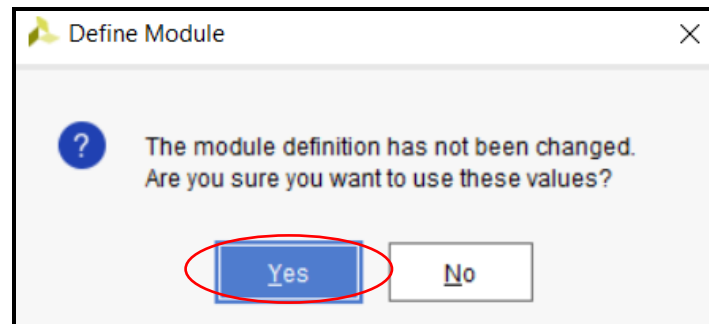 Define Module
?
The module definition has not been changed.
Are you sure you want to use these values?
Yes No